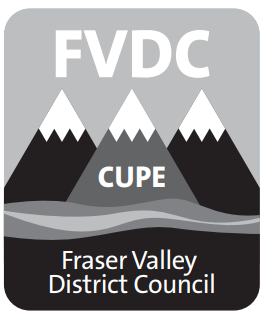 FVDC
CUPE
Fraser Valley
District Council